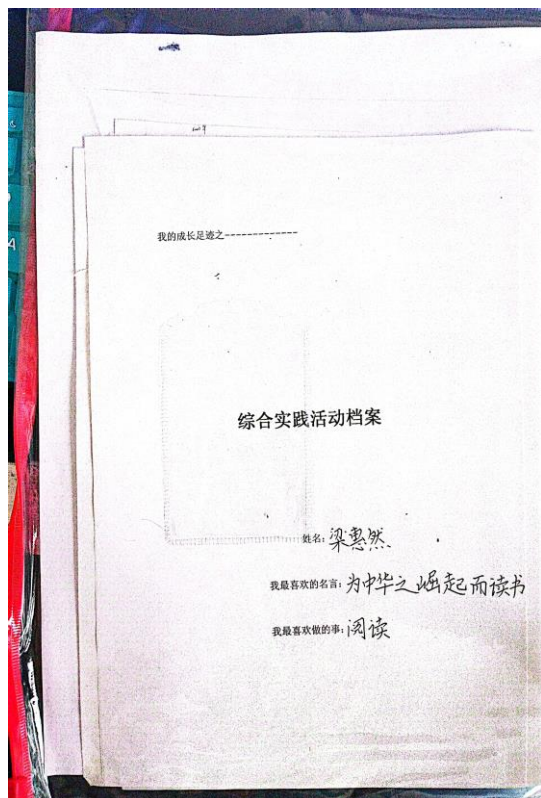 我的成长足迹之-------------
综合实践活动档案
姓名:梁惠然
我最喜欢的名言:为中华之崛起而读书
我最喜欢做的事:阅读